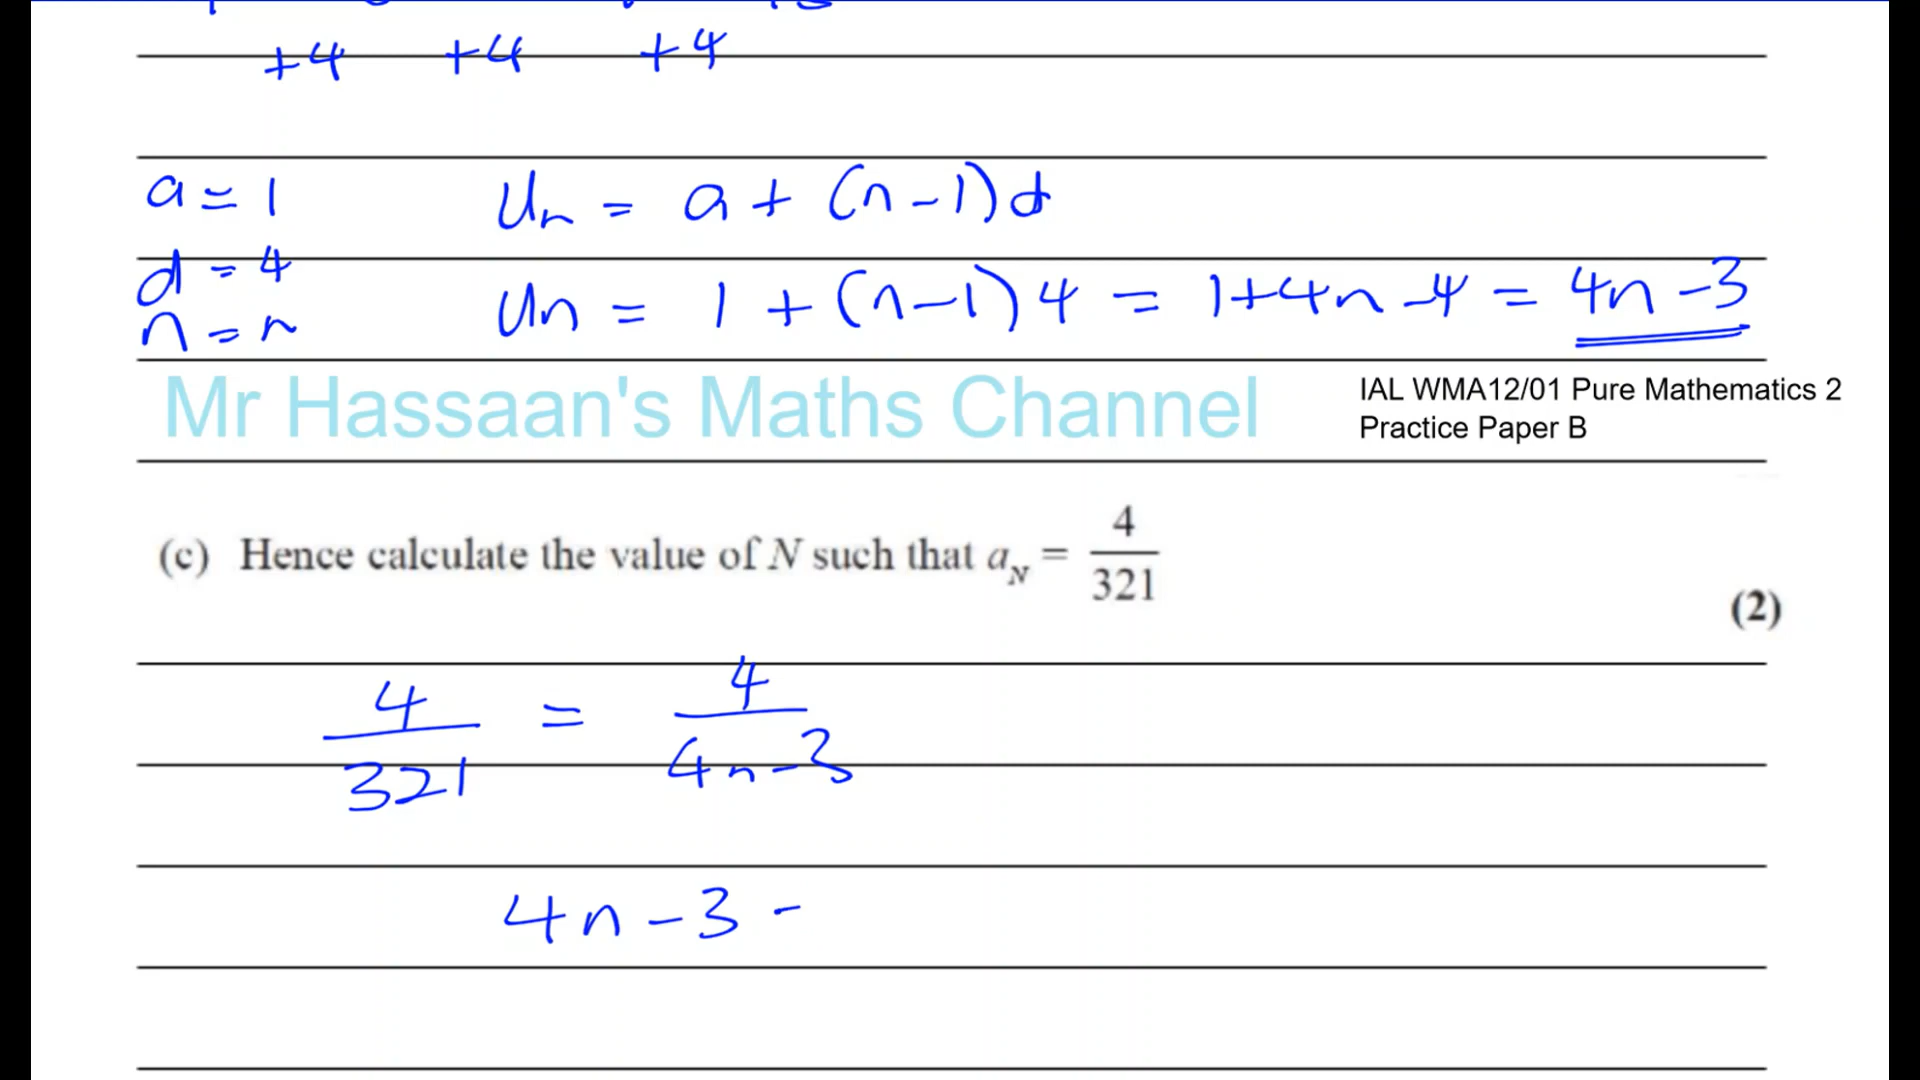 +4 +4 +4
a = 1 Un = a + (n-1)d
d = 4
n = n Un = 1 + (n-1)4 = 1+4n-4 = 4n-3
Mr Hassaan's Maths Channel
IAL WMA12/01 Pure Mathematics 2
Practice Paper B
(c) Hence calculate the value of N such that a_N = 4/321
(2)
4/321 = 4/4n-3
4n-3 -